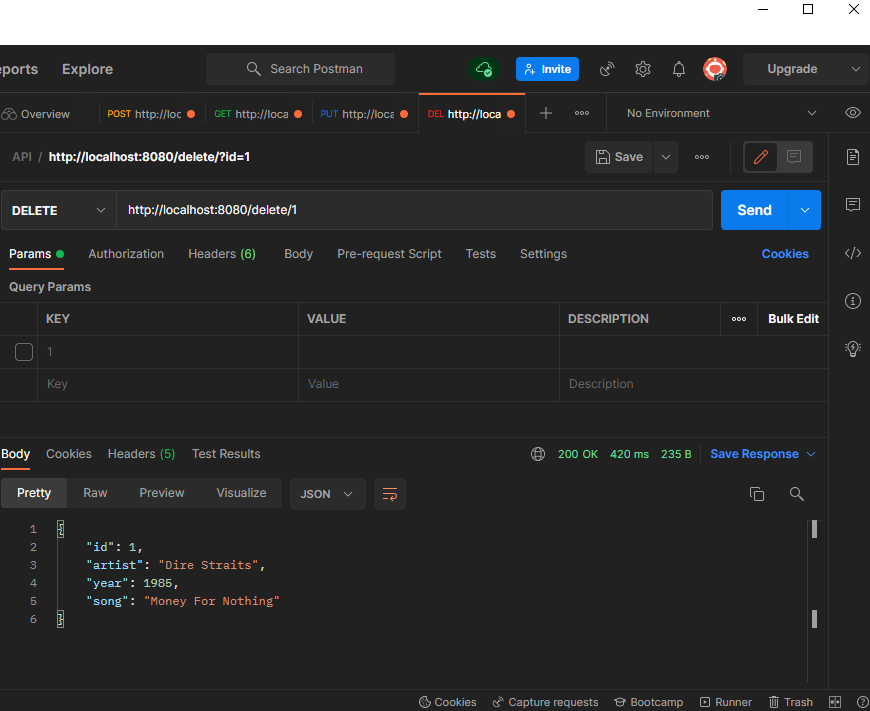 eports Explore Search Postman Invite Upgrade
Overview POST http://loc GET http://loca PUT http://loca DEL http://loca No Environment
API / http://localhost:8080/delete/?id=1 Save
DELETE http://localhost:8080/delete/1 Send
Params Authorization Headers (6) Body Pre-request Script Tests Settings Cookies
Query Params
KEY VALUE DESCRIPTION Bulk Edit
1
Key Value Description
Body Cookies Headers (5) Test Results 200 OK 420 ms 235 B Save Response
Pretty Raw Preview Visualize JSON
1 {
2 "id": 1,
3 "artist": "Dire Straits",
4 "year": 1985,
5 "song": "Money For Nothing"
6 }
Cookies Capture requests Bootcamp Runner Trash